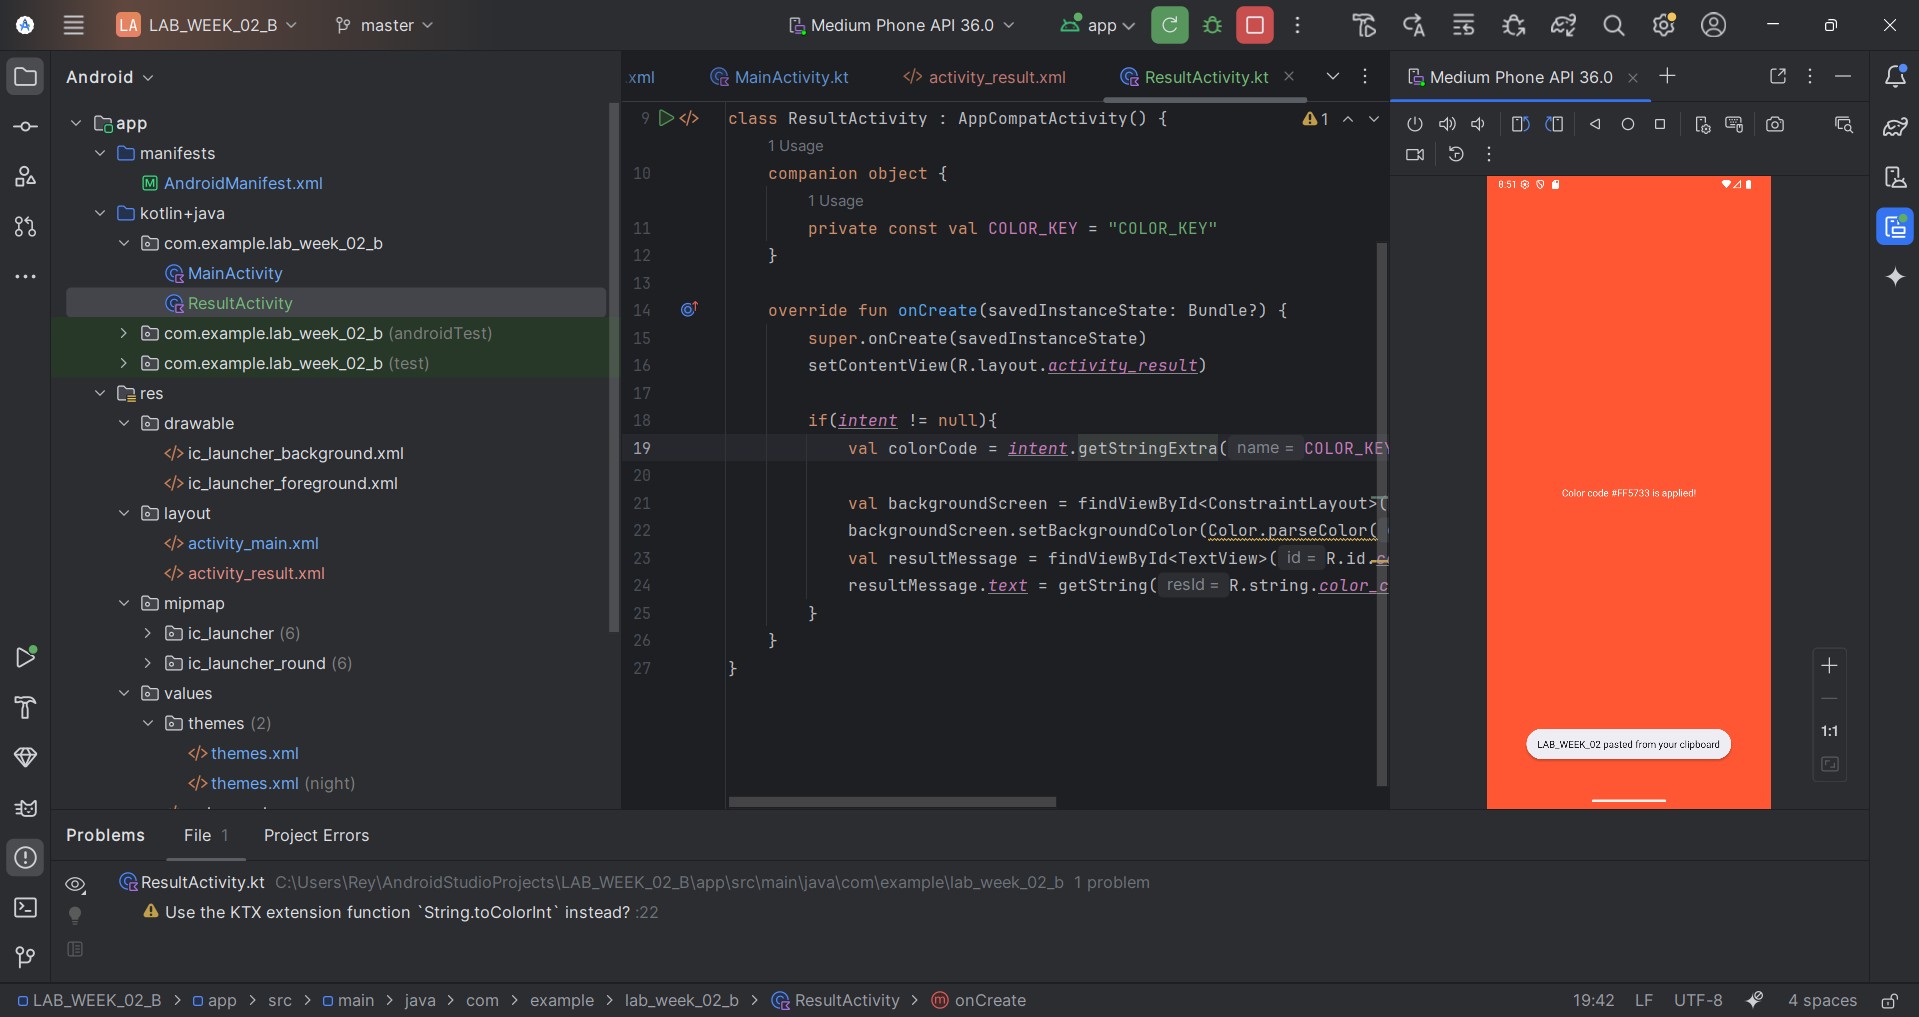 LA LAB_WEEK_02_B master Medium Phone API 36.0 app
Android
.xml MainActivity.kt activity_result.xml ResultActivity.kt
Medium Phone API 36.0
app
manifests
AndroidManifest.xml
kotlin+java
com.example.lab_week_02_b
MainActivity
ResultActivity
com.example.lab_week_02_b (androidTest)
com.example.lab_week_02_b (test)
res
drawable
ic_launcher_background.xml
ic_launcher_foreground.xml
layout
activity_main.xml
activity_result.xml
mipmap
ic_launcher (6)
ic_launcher_round (6)
values
themes (2)
themes.xml
themes.xml (night)
9 class ResultActivity : AppCompatActivity() { 1
1 Usage
10 companion object {
1 Usage
11 private const val COLOR_KEY = "COLOR_KEY"
12 }
13
14 override fun onCreate(savedInstanceState: Bundle?) {
15 super.onCreate(savedInstanceState)
16 setContentView(R.layout.activity_result)
17
18 if(intent != null){
19 val colorCode = intent.getStringExtra( name = COLOR_KEY
20
21 val backgroundScreen = findViewById<ConstraintLayout>(
22 backgroundScreen.setBackgroundColor(Color.parseColor(
23 val resultMessage = findViewById<TextView>( id = R.id.
24 resultMessage.text = getString( resId = R.string.color_c
25 }
26 }
27 }
8:51
Color code #FF5733 is applied!
LAB_WEEK_02 pasted from your clipboard
1:1
Problems File 1 Project Errors
ResultActivity.kt C:\Users\Rey\AndroidStudioProjects\LAB_WEEK_02_B\app\src\main\java\com\example\lab_week_02_b 1 problem
Use the KTX extension function `String.toColorInt` instead? :22
LAB_WEEK_02_B > app > src > main > java > com > example > lab_week_02_b > ResultActivity > onCreate
19:42 LF UTF-8 4 spaces